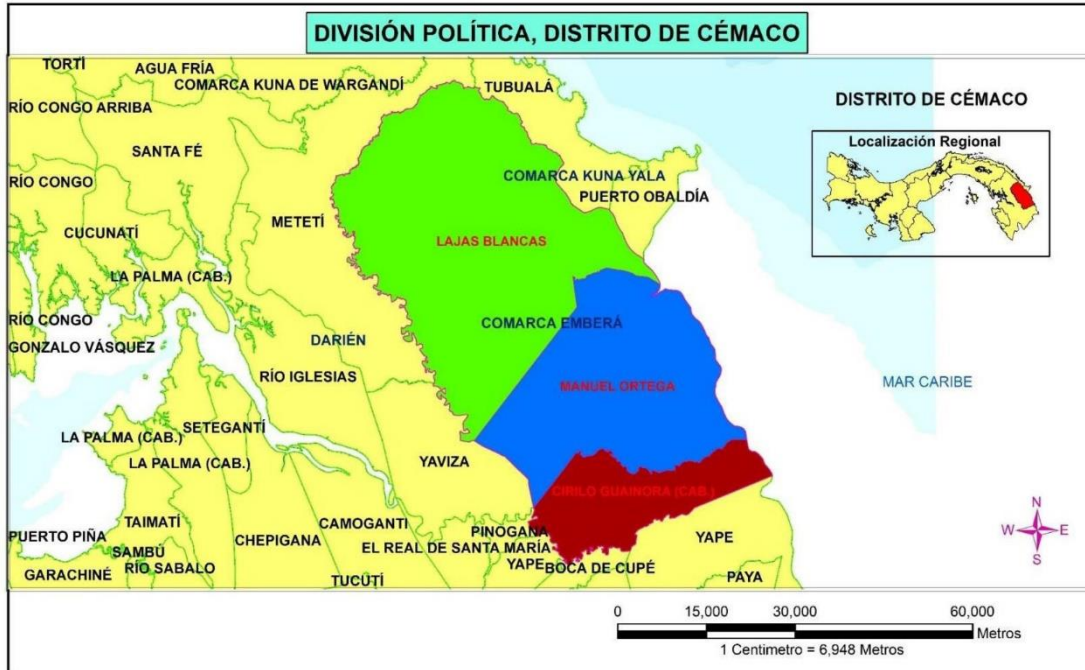 DIVISIÓN POLÍTICA, DISTRITO DE CÉMACO
TORTÍ
AGUA FRÍA
COMARCA KUNA DE WARGANDÍ
TUBUALÁ
RÍO CONGO ARRIBA
DISTRITO DE CÉMACO
Localización Regional
SANTA FÉ
RÍO CONGO
COMARCA KUNA YALA
PUERTO OBALDÍA
METETÍ
CUCUNATÍ
LAJAS BLANCAS
LA PALMA (CAB.)
RÍO CONGO
COMARCA EMBERÁ
GONZALO VÁSQUEZ
DARIÉN
RÍO IGLESIAS
MANUEL ORTEGA
MAR CARIBE
SETEGANTÍ
LA PALMA (CAB.)
LA PALMA (CAB.)
YAVIZA
CIRILO GUAINORA (CAB.)
TAIMATÍ
CAMOGANTI
PUERTO PIÑA
CHEPIGANA
PINOGANA
YAPE
SAMBÚ
EL REAL DE SANTA MARÍA
RÍO SABALO
YAPE
BOCA DE CUPÉ
GARACHINÉ
TUCUTÍ
PAYA
N
W E
S
0 15,000 30,000 60,000
Metros
1 Centimetro = 6,948 Metros